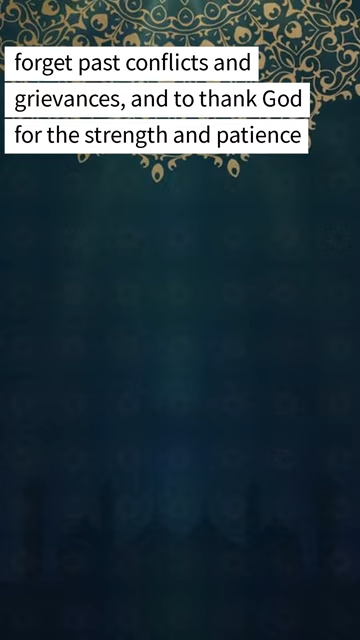 forget past conflicts and
grievances, and to thank God
for the strength and patience